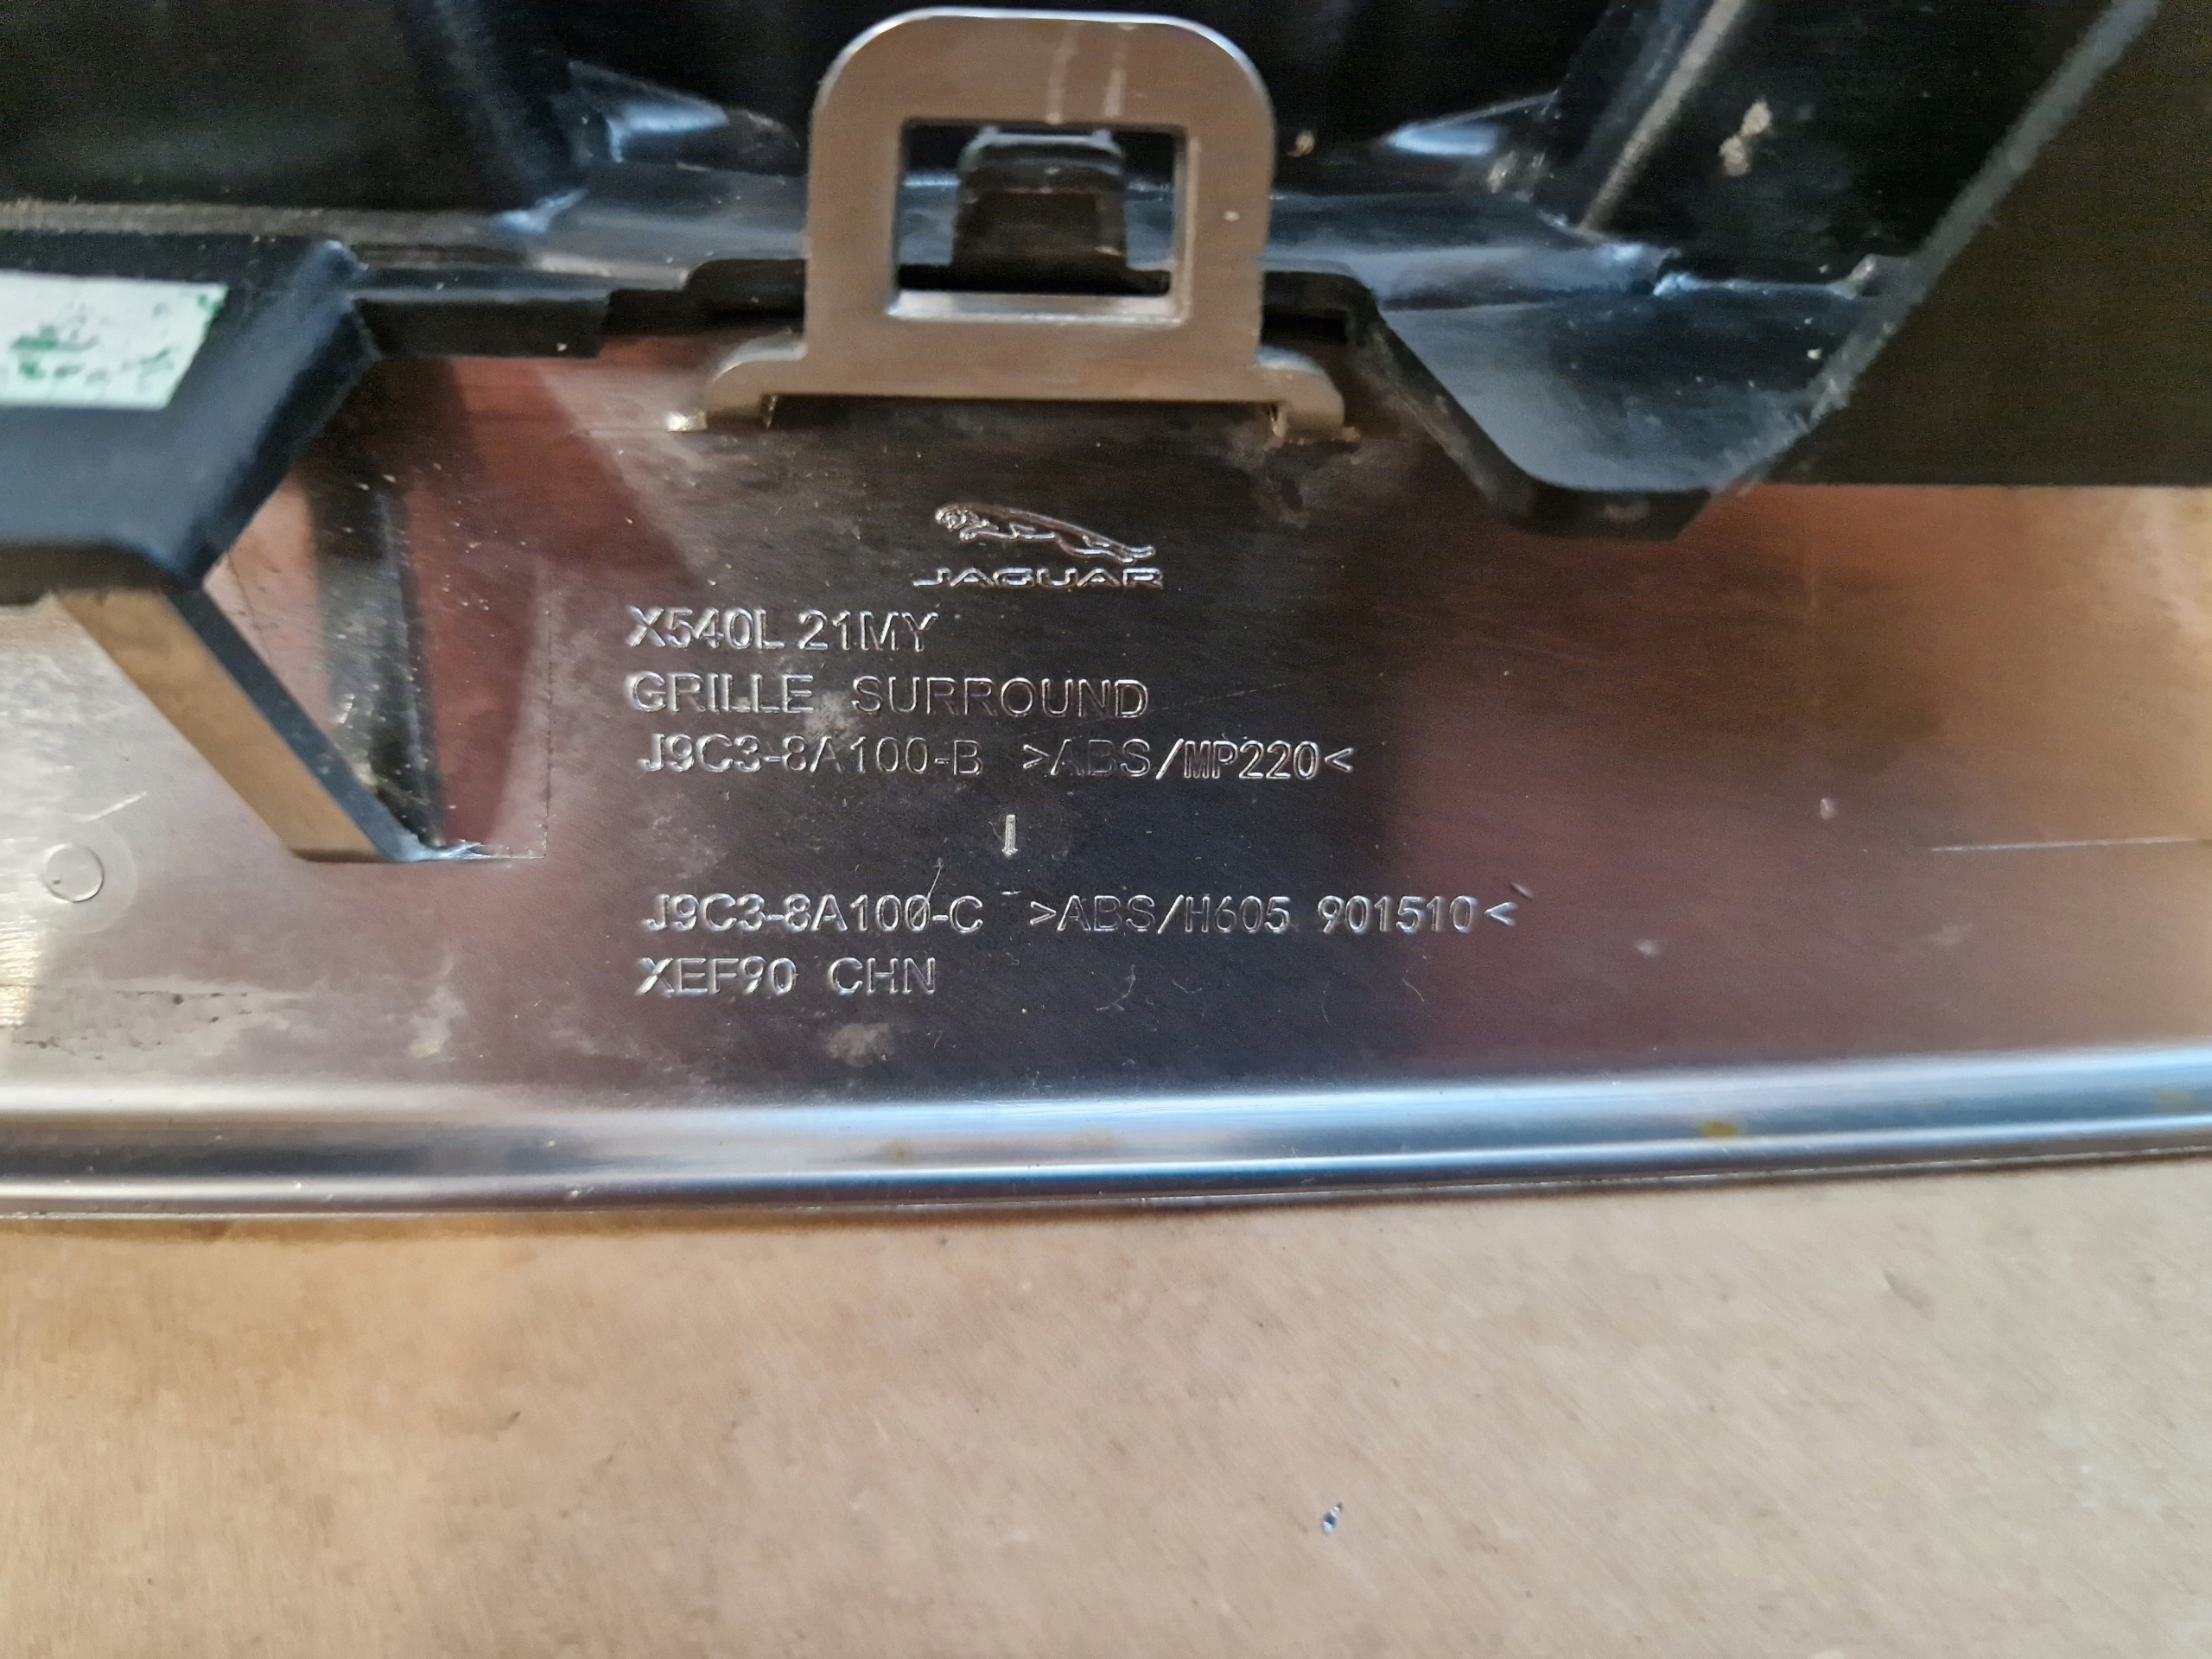 JAGUAR
X540L 21MY
GRILLE SURROUND
J9C3-8A100-B >ABS/MP220<
J9C3-8A100-C >ABS/H605 901510<
XEF90 CHN